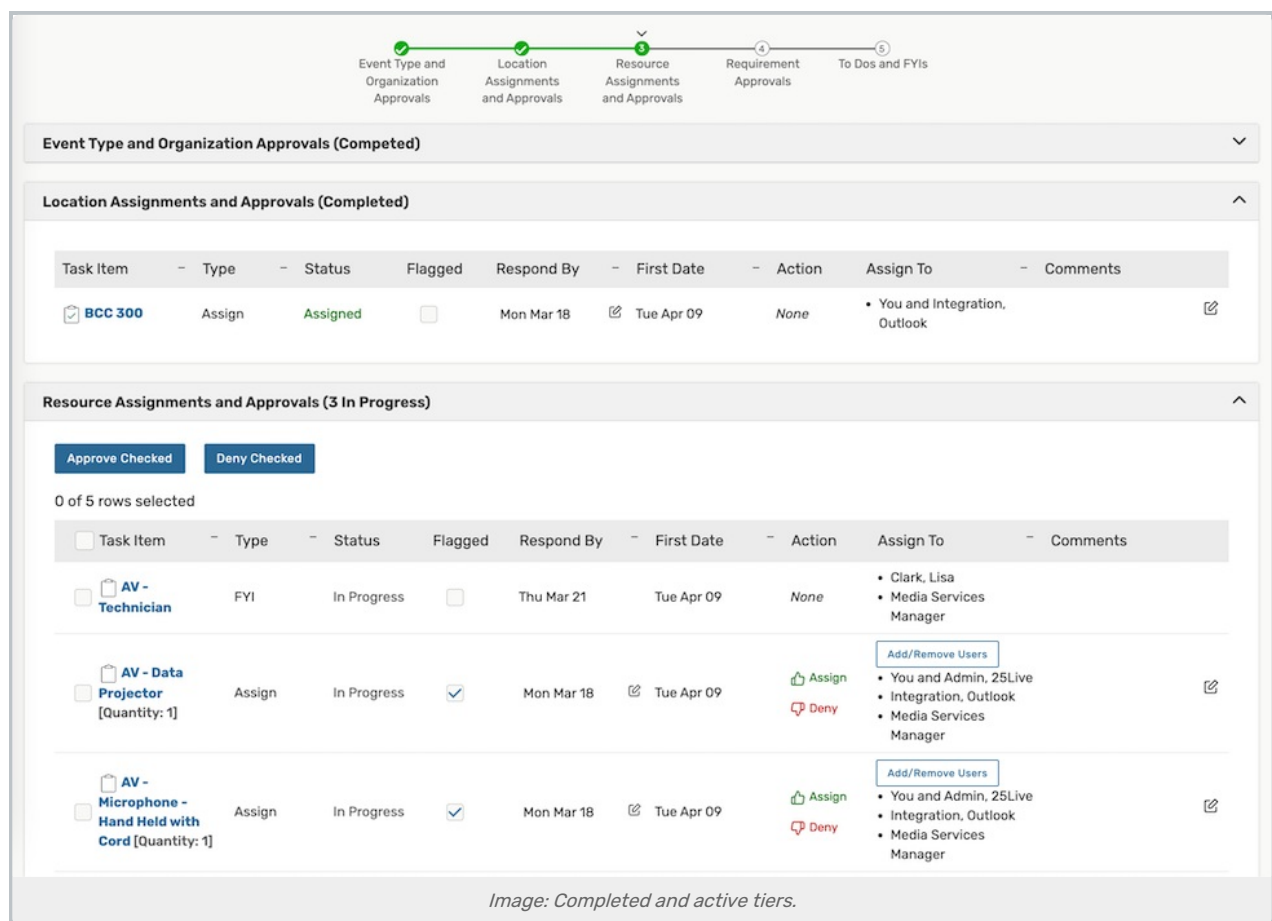 3 4 5
Event Type and Organization Approvals
Location Assignments and Approvals
Resource Assignments and Approvals
Requirement Approvals
To Dos and FYIs
Event Type and Organization Approvals (Competed)
Location Assignments and Approvals (Completed)
Task Item – Type – Status Flagged Respond By – First Date – Action Assign To – Comments
BCC 300 Assign Assigned Mon Mar 18 Tue Apr 09 None • You and Integration,
Outlook
Resource Assignments and Approvals (3 In Progress)
Approve Checked Deny Checked
0 of 5 rows selected
Task Item – Type – Status Flagged Respond By – First Date – Action Assign To – Comments
AV -
Technician
FYI In Progress Thu Mar 21 Tue Apr 09 None
• Clark, Lisa
• Media Services
Manager
AV - Data
Projector
[Quantity: 1]
Assign In Progress Mon Mar 18 Tue Apr 09
Assign
Deny
Add/Remove Users
• You and Admin, 25Live
• Integration, Outlook
• Media Services
Manager
AV -
Microphone -
Hand Held with
Cord [Quantity: 1]
Assign In Progress Mon Mar 18 Tue Apr 09
Assign
Deny
Add/Remove Users
• You and Admin, 25Live
• Integration, Outlook
• Media Services
Manager
Image: Completed and active tiers.